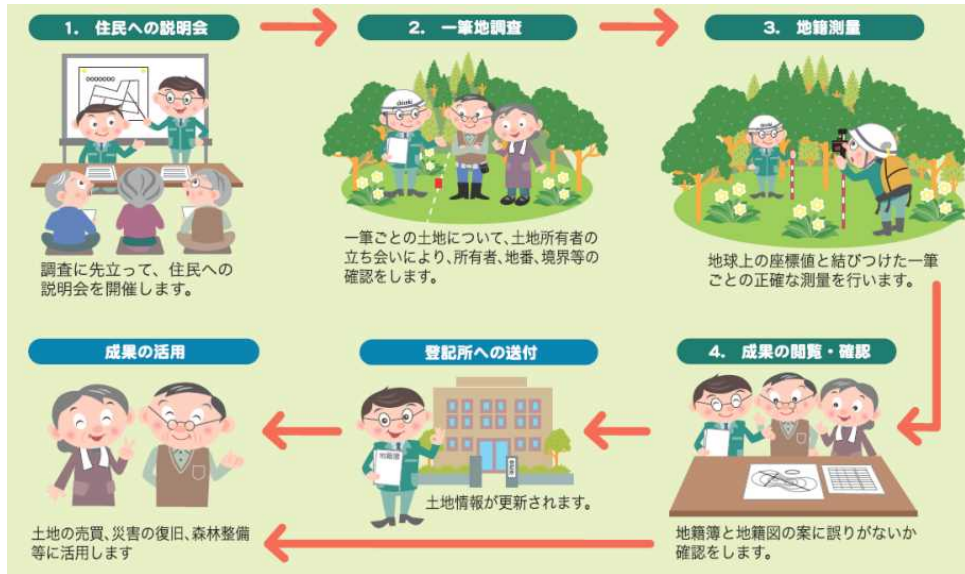 1. 住民への説明会
2. 一筆地調査
3. 地籍測量
調査に先立って、住民への
説明会を開催します。
一筆ごとの土地について、土地所有者の
立ち会いにより、所有者、地番、境界等の
確認をします。
地球上の座標値と結びつけた一筆
ごとの正確な測量を行います。
4. 成果の閲覧・確認
地籍簿と地籍図の案に誤りがないか
確認をします。
登記所への送付
地籍簿
土地情報が更新されます。
成果の活用
土地の売買、災害の復旧、森林整備
等に活用します